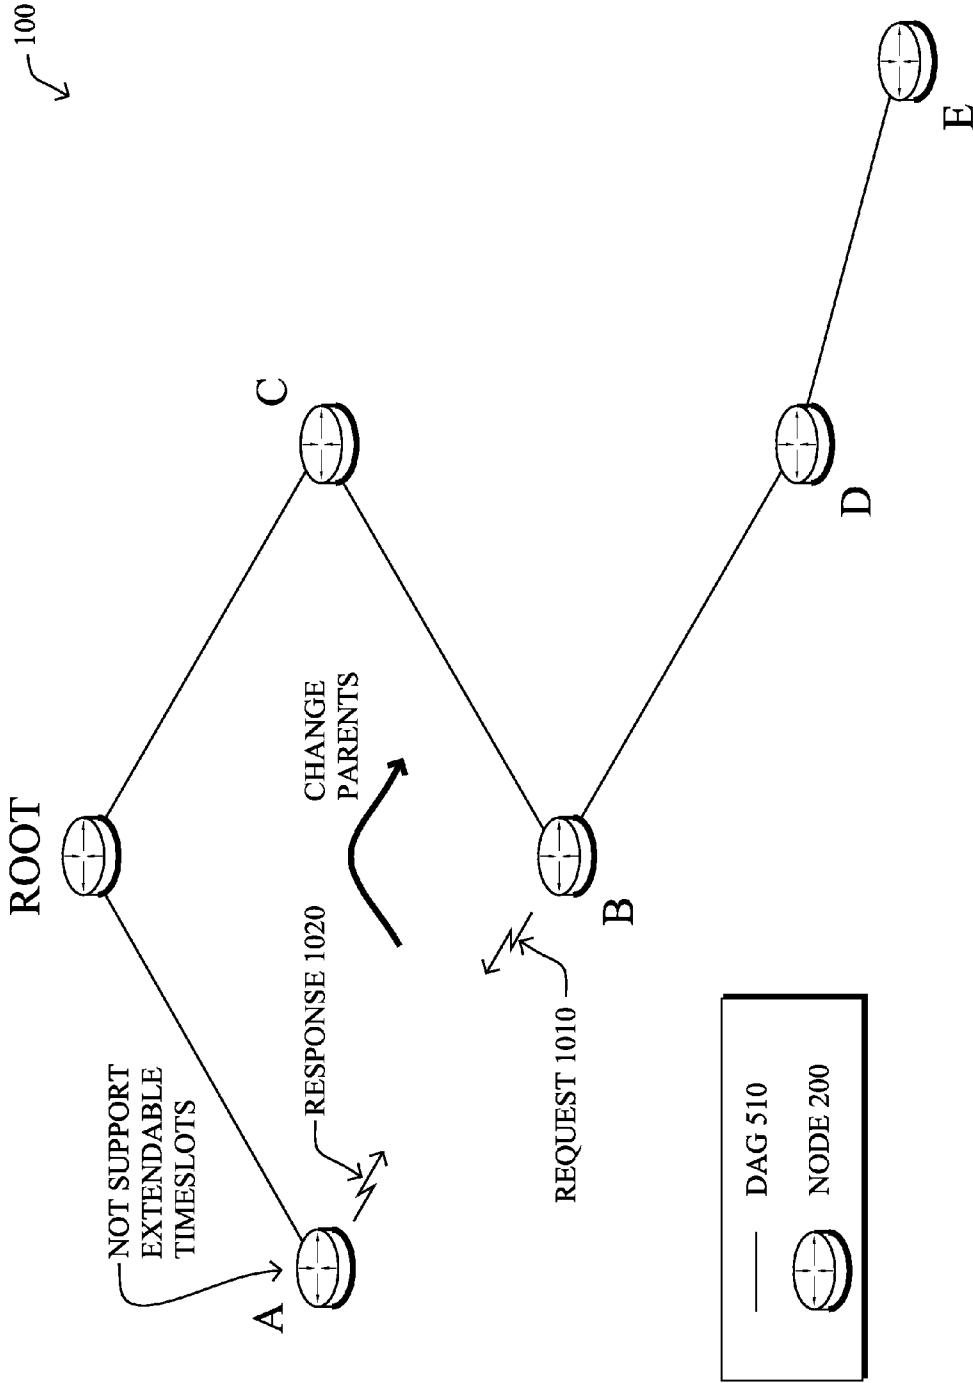 100
ROOT
NOT SUPPORT
EXTENDABLE
TIMESLOTS
A
RESPONSE 1020
CHANGE
PARENTS
C
REQUEST 1010
B
D
E
DAG 510
NODE 200